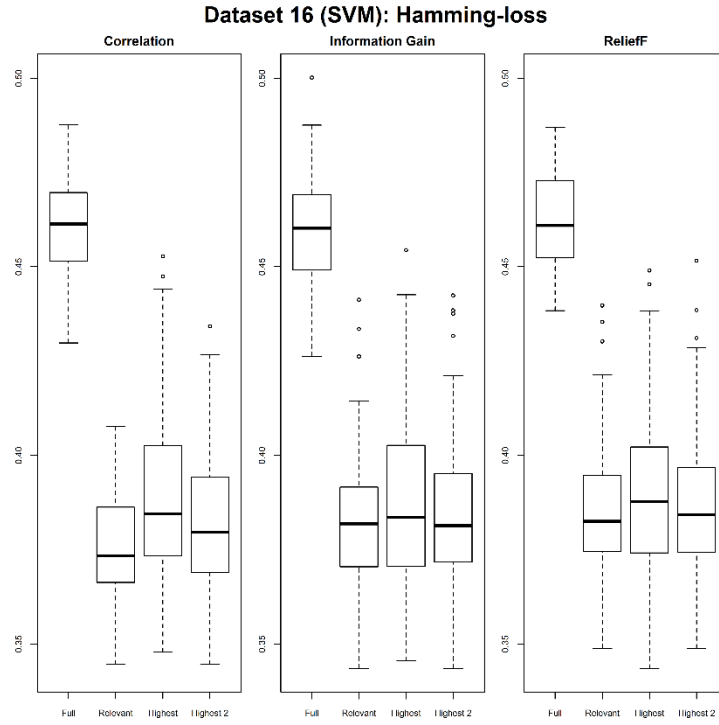 Dataset 16 (SVM): Hamming-loss
Correlation
Information Gain
ReliefF
0.50
0.45
0.40
0.35
0.50
0.45
0.40
0.35
0.50
0.45
0.40
0.35
Full Relevant Highest Highest 2
Full Relevant Highest Highest 2
Full Relevant Highest Highest 2